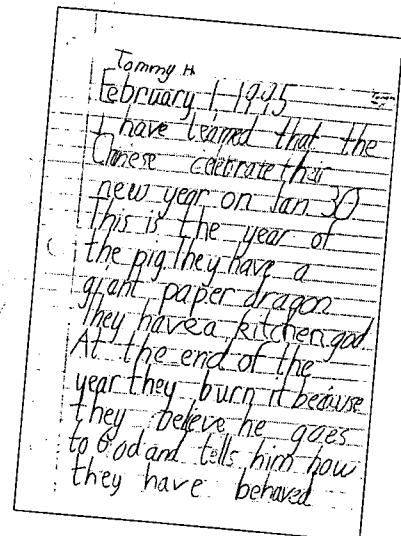 Tommy H.
February 1, 1995
I have learned that the
Chinese celebrate thir
new year on Jan 30
This is the year of
the pig. they have a
giant paper dragon
They have a kitchen god.
At the end of the
year they burn it because
they beleve he goes
to God and tells him how
they have behaved